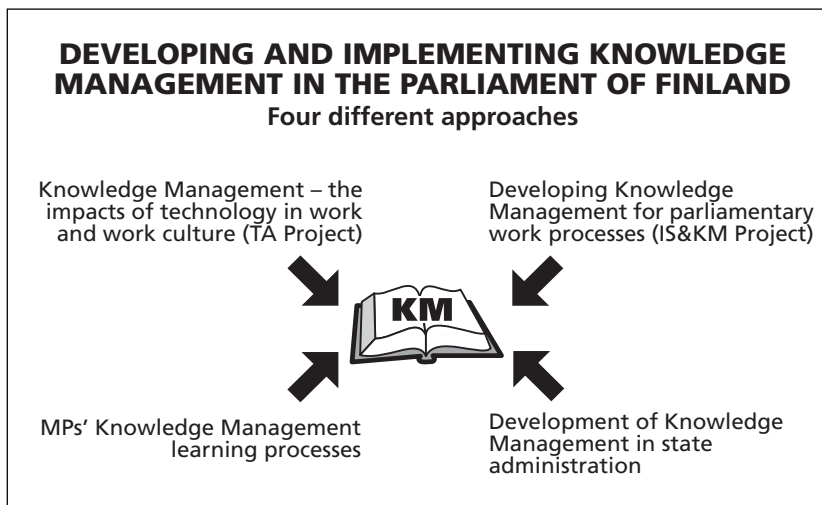 DEVELOPING AND IMPLEMENTING KNOWLEDGE
MANAGEMENT IN THE PARLIAMENT OF FINLAND
Four different approaches
Knowledge Management – the
impacts of technology in work
and work culture (TA Project)
Developing Knowledge
Management for parliamentary
work processes (IS&KM Project)
KM
MPs' Knowledge Management
learning processes
Development of Knowledge
Management in state
administration